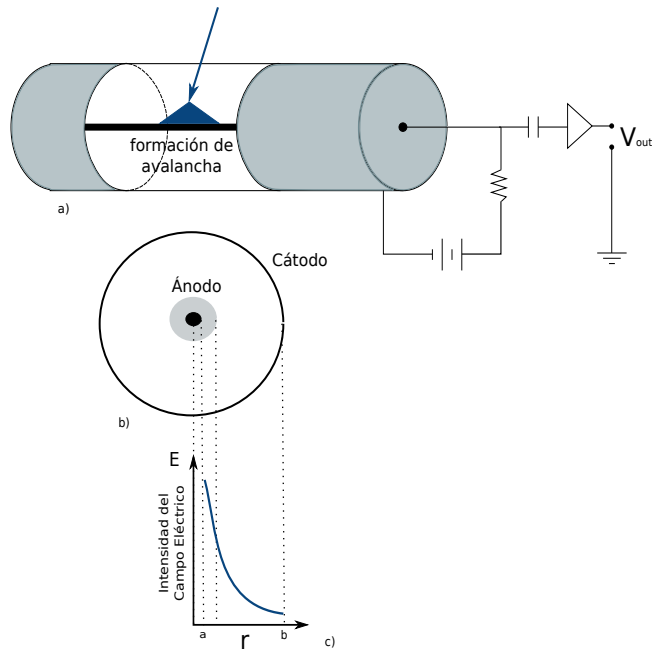 formación de
avalancha
V out
a)
Cátodo
Ánodo
b)
E
Intensidad del
Campo Eléctrico
a
b
r
c)